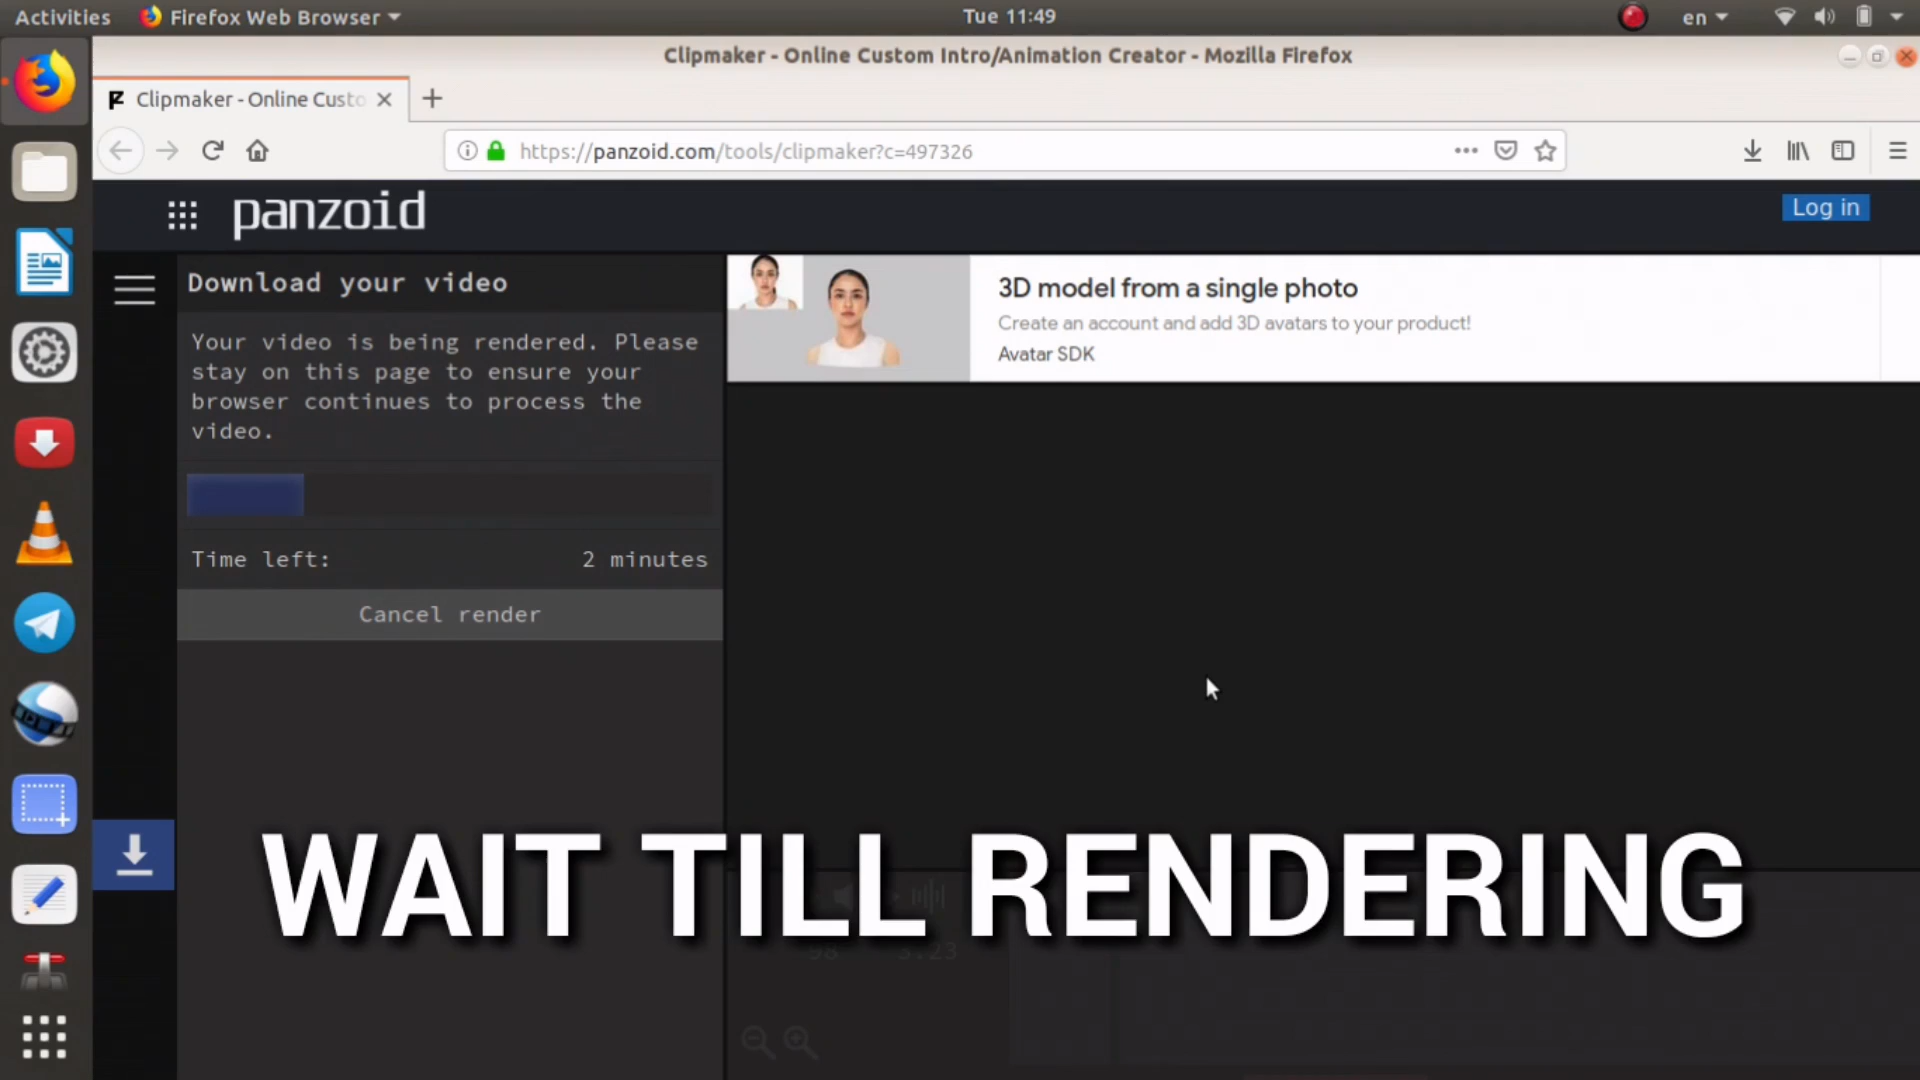 Activities
Firefox Web Browser
Tue 11:49
en
Clipmaker - Online Custom Intro/Animation Creator - Mozilla Firefox
Clipmaker - Online Custo
https://panzoid.com/tools/clipmaker?c=497326
panzoid
Log in
Download your video
Your video is being rendered. Please
stay on this page to ensure your
browser continues to process the
video.
Time left: 2 minutes
Cancel render
3D model from a single photo
Create an account and add 3D avatars to your product!
Avatar SDK
WAIT TILL RENDERING
98